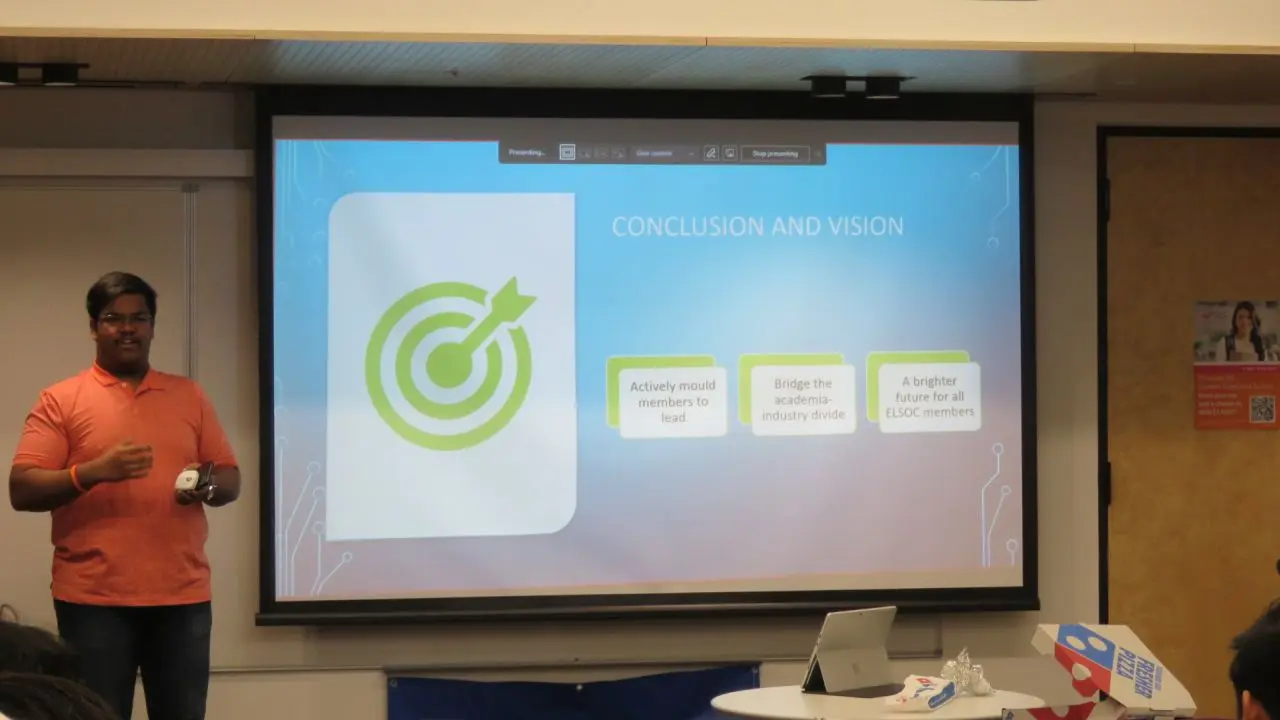 Presenting...
Stop presenting
CONCLUSION AND VISION
Actively mould
members to
lead
Bridge the
academia-
industry divide
A brighter
future for all
ELSOC members
PREMIER
PIZZA